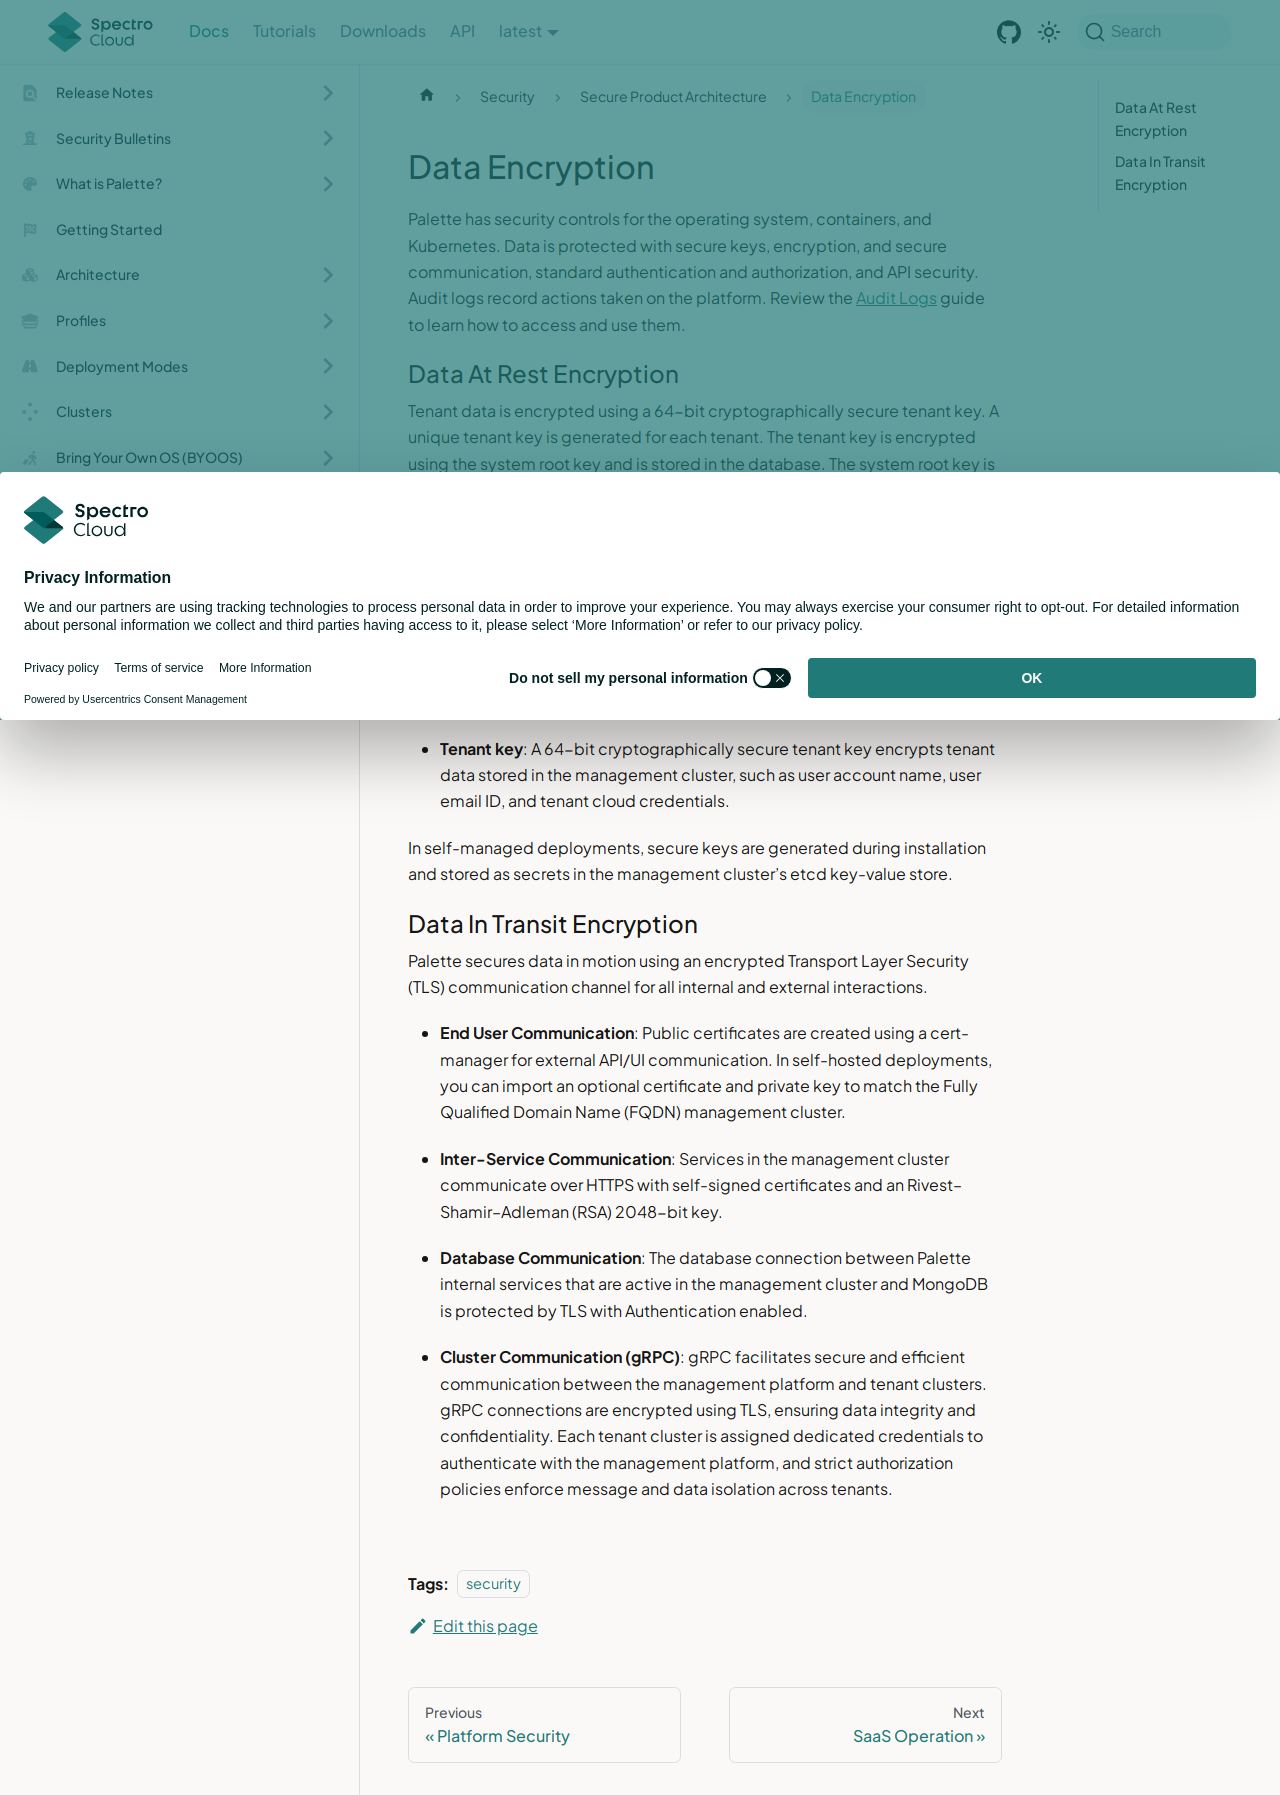 Spectro Cloud
Docs
Tutorials
Downloads
API
latest
Search
Release Notes
Security Bulletins
What is Palette?
Getting Started
Architecture
Profiles
Deployment Modes
Clusters
Bring Your Own OS (BYOOS)
Security
Secure Product Architecture
Data Encryption
Data At Rest
Encryption
Data In Transit
Encryption
Data Encryption
Palette has security controls for the operating system, containers, and
Kubernetes. Data is protected with secure keys, encryption, and secure
communication, standard authentication and authorization, and API security.
Audit logs record actions taken on the platform. Review the Audit Logs guide
to learn how to access and use them.
Data At Rest Encryption
Tenant data is encrypted using a 64-bit cryptographically secure tenant key. A
unique tenant key is generated for each tenant. The tenant key is encrypted
using the system root key and is stored in the database. The system root key is
Spectro
Cloud
Privacy Information
We and our partners are using tracking technologies to process personal data in order to improve your experience. You may always exercise your consumer right to opt-out. For detailed information
about personal information we collect and third parties having access to it, please select ‘More Information’ or refer to our privacy policy.
Privacy policy
Terms of service
More Information
Powered by Usercentrics Consent Management
Do not sell my personal information
OK
Tenant key: A 64-bit cryptographically secure tenant key encrypts tenant
data stored in the management cluster, such as user account name, user
email ID, and tenant cloud credentials.
In self-managed deployments, secure keys are generated during installation
and stored as secrets in the management cluster’s etcd key-value store.
Data In Transit Encryption
Palette secures data in motion using an encrypted Transport Layer Security
(TLS) communication channel for all internal and external interactions.
End User Communication: Public certificates are created using a cert-
manager for external API/UI communication. In self-hosted deployments,
you can import an optional certificate and private key to match the Fully
Qualified Domain Name (FQDN) management cluster.
Inter-Service Communication: Services in the management cluster
communicate over HTTPS with self-signed certificates and an Rivest–
Shamir–Adleman (RSA) 2048-bit key.
Database Communication: The database connection between Palette
internal services that are active in the management cluster and MongoDB
is protected by TLS with Authentication enabled.
Cluster Communication (gRPC): gRPC facilitates secure and efficient
communication between the management platform and tenant clusters.
gRPC connections are encrypted using TLS, ensuring data integrity and
confidentiality. Each tenant cluster is assigned dedicated credentials to
authenticate with the management platform, and strict authorization
policies enforce message and data isolation across tenants.
Tags: security
Edit this page
Previous
« Platform Security
Next
SaaS Operation »